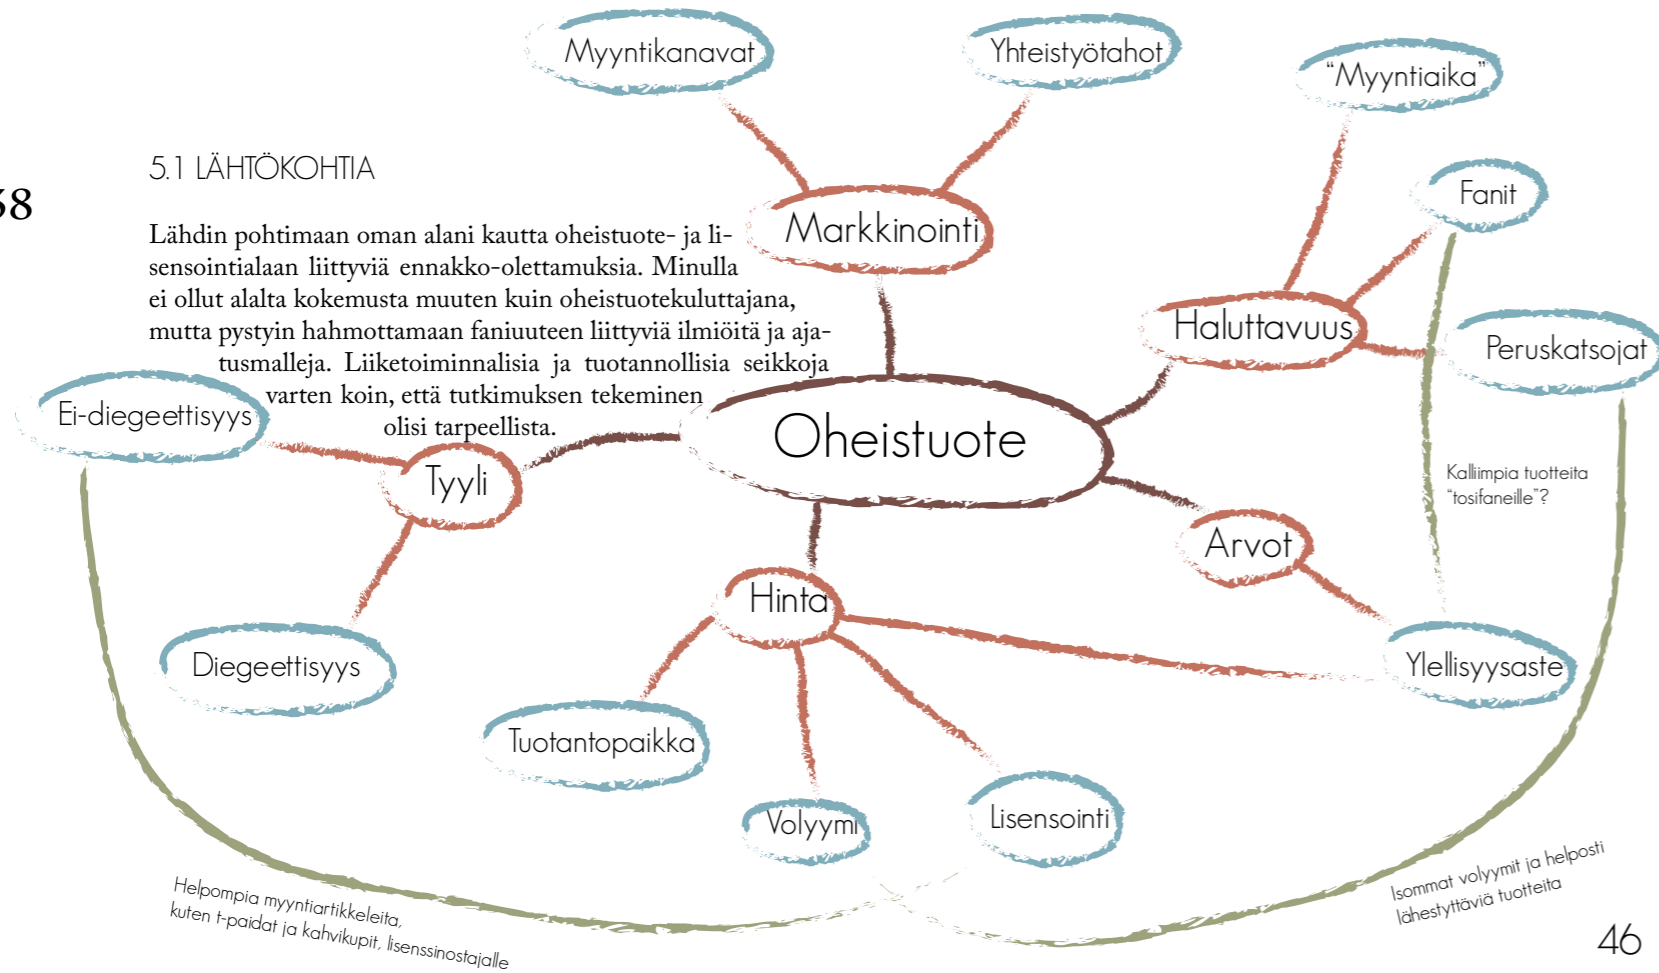 5.1 LÄHTÖKOHTIA
Lähdin pohtimaan oman alani kautta oheistuote- ja li-
sensointialaan liittyviä ennakko-olettamuksia. Minulla
ei ollut alalta kokemusta muuten kuin oheistuotekuluttajana,
mutta pystyin hahmottamaan faniuuteen liittyviä ilmiöitä ja aja-
tusmalleja. Liiketoiminnalisia ja tuotannollisia seikkoja
varten koin, että tutkimuksen tekeminen
olisi tarpeellista.
Myyntikanavat
Yhteistyötahot
"Myyntiaika"
Markkinointi
Fanit
Haluttavuus
Peruskatsojat
Ei-diegeettisyys
Tyyli
Oheistuote
Kalliimpia tuotteita
"tosifaneille"?
Arvot
Hinta
Diegeettisyys
Ylellisyysaste
Tuotantopaikka
Volyymi
Lisensointi
Helpompia myyntiartikkeleita,
kuten t-paidat ja kahvikupit, lisenssinostajalle
Isommat volyymit ja helposti
lähestyttäviä tuotteita
46